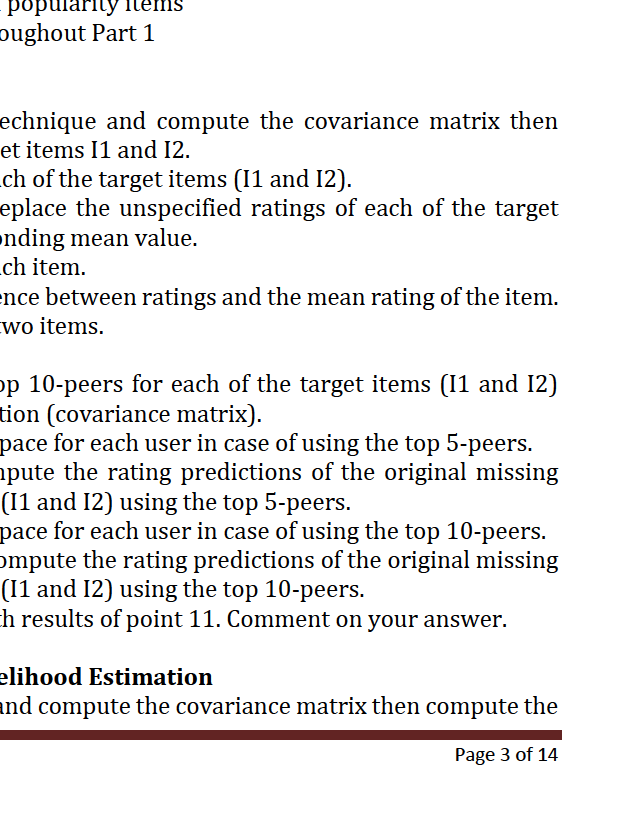 popularity items
oughout Part 1
echnique and compute the covariance matrix then
et items I1 and I2.
ch of the target items (I1 and I2).
eplace the unspecified ratings of each of the target
onding mean value.
ch item.
ence between ratings and the mean rating of the item.
two items.
op 10-peers for each of the target items (I1 and I2)
tion (covariance matrix).
pace for each user in case of using the top 5-peers.
mpute the rating predictions of the original missing
(I1 and I2) using the top 5-peers.
pace for each user in case of using the top 10-peers.
ompute the rating predictions of the original missing
(I1 and I2) using the top 10-peers.
th results of point 11. Comment on your answer.
elihood Estimation
and compute the covariance matrix then compute the
Page 3 of 14